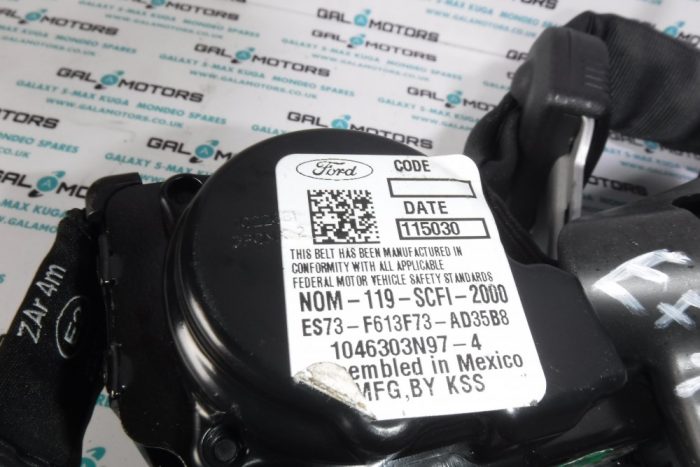 Ford
CODE
DATE
115030
THIS BELT HAS BEEN MANUFACTURED IN
CONFORMITY WITH ALL APPLICABLE
FEDERAL MOTOR VEHICLE SAFETY STANDARDS
NOM-119-SCFI-2000
ES73-F613F73-AD35B8
1046303N97-4
embled in Mexico
MFG,BY KSS
ZAr4m
GALAMOTORS
GALAXY S-MAX KUGA MONDEO SPARES
WWW.GALAMOTORS.CO.UK